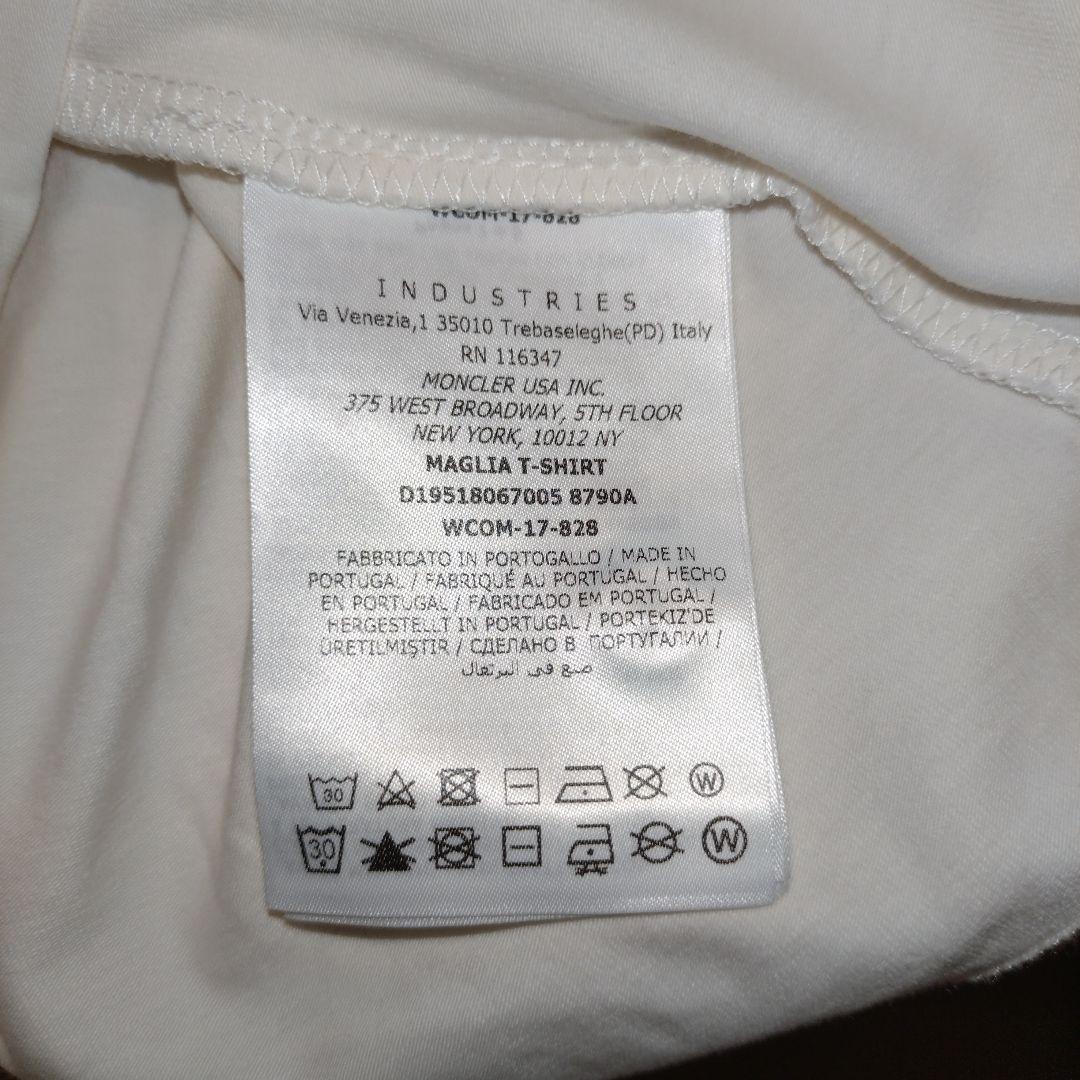 WCOM-17-828
INDUSTRIES
Via Venezia,1 35010 Trebaseleghe(PD) Italy
RN 116347
MONCLER USA INC.
375 WEST BROADWAY, 5TH FLOOR
NEW YORK, 10012 NY
MAGLIA T-SHIRT
D19518067005 8790A
WCOM-17-828
FABBRICATO IN PORTOGALLO / MADE IN
PORTUGAL / FABRIQUÉ AU PORTUGAL / HECHO
EN PORTUGAL / FABRICADO EM PORTUGAL /
HERGESTELLT IN PORTUGAL / PORTEKIZ'DE
ÜRETILMIŞTIR / СДЕЛАНО В ПОРТУГАЛИИ /
صنع في البرتغال
30 W
30 W